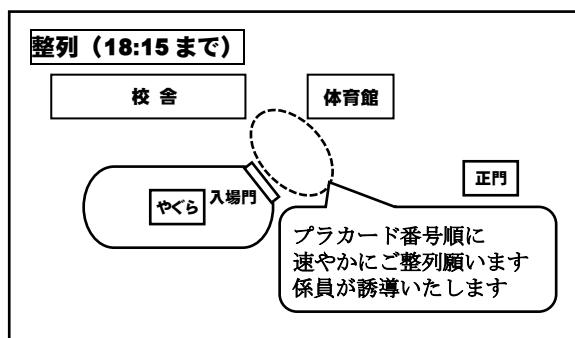 整列（18:15 まで）
校 舎
体育館
正門
入場門
やぐら
プラカード番号順に
速やかにご整列願います
係員が誘導いたします